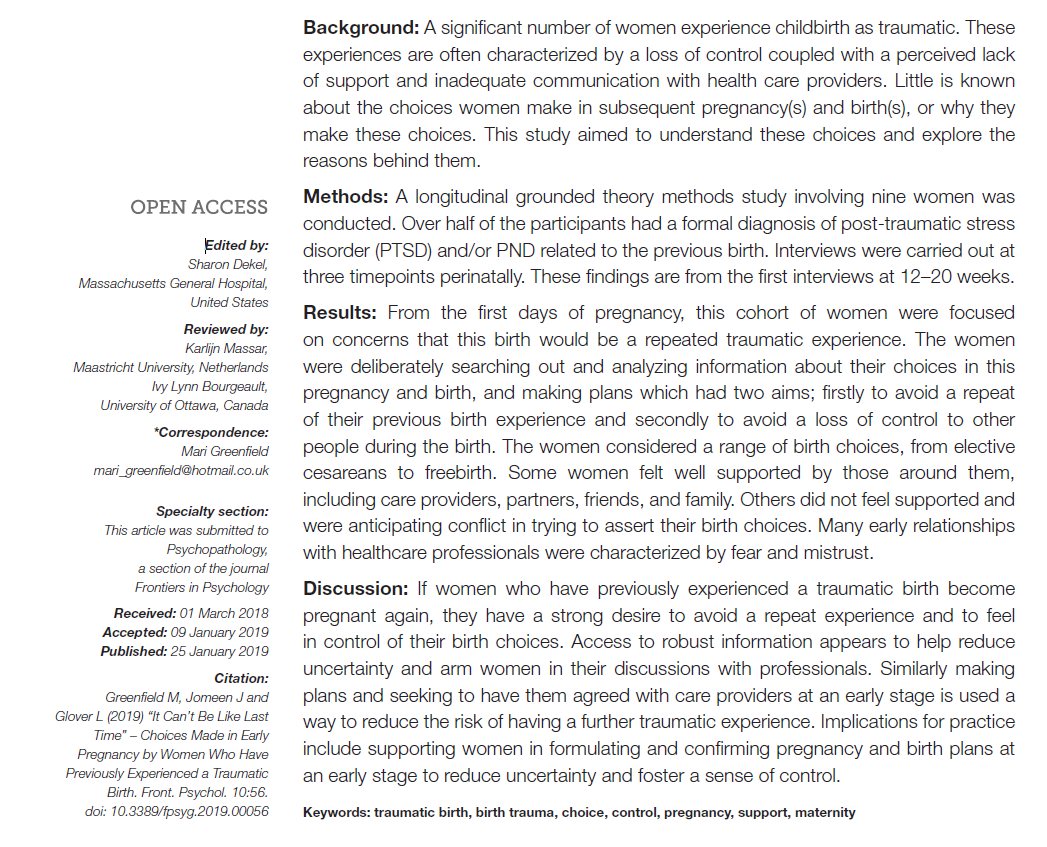 Background: A significant number of women experience childbirth as traumatic. These
experiences are often characterized by a loss of control coupled with a perceived lack
of support and inadequate communication with health care providers. Little is known
about the choices women make in subsequent pregnancy(s) and birth(s), or why they
make these choices. This study aimed to understand these choices and explore the
reasons behind them.
Methods: A longitudinal grounded theory methods study involving nine women was
conducted. Over half of the participants had a formal diagnosis of post-traumatic stress
disorder (PTSD) and/or PND related to the previous birth. Interviews were carried out at
three timepoints perinatally. These findings are from the first interviews at 12–20 weeks.
Results: From the first days of pregnancy, this cohort of women were focused
on concerns that this birth would be a repeated traumatic experience. The women
were deliberately searching out and analyzing information about their choices in this
pregnancy and birth, and making plans which had two aims; firstly to avoid a repeat
of their previous birth experience and secondly to avoid a loss of control to other
people during the birth. The women considered a range of birth choices, from elective
cesareans to freebirth. Some women felt well supported by those around them,
including care providers, partners, friends, and family. Others did not feel supported and
were anticipating conflict in trying to assert their birth choices. Many early relationships
with healthcare professionals were characterized by fear and mistrust.
Discussion: If women who have previously experienced a traumatic birth become
pregnant again, they have a strong desire to avoid a repeat experience and to feel
in control of their birth choices. Access to robust information appears to help reduce
uncertainty and arm women in their discussions with professionals. Similarly making
plans and seeking to have them agreed with care providers at an early stage is used a
way to reduce the risk of having a further traumatic experience. Implications for practice
include supporting women in formulating and confirming pregnancy and birth plans at
an early stage to reduce uncertainty and foster a sense of control.
Keywords: traumatic birth, birth trauma, choice, control, pregnancy, support, maternity
OPEN ACCESS
Edited by:
Sharon Dekel,
Massachusetts General Hospital,
United States
Reviewed by:
Karlijn Massar,
Maastricht University, Netherlands
Ivy Lynn Bourgeault,
University of Ottawa, Canada
*Correspondence:
Mari Greenfield
mari_greenfield@hotmail.co.uk
Specialty section:
This article was submitted to
Psychopathology,
a section of the journal
Frontiers in Psychology
Received: 01 March 2018
Accepted: 09 January 2019
Published: 25 January 2019
Citation:
Greenfield M, Jomeen J and
Glover L (2019) “It Can’t Be Like Last
Time” – Choices Made in Early
Pregnancy by Women Who Have
Previously Experienced a Traumatic
Birth. Front. Psychol. 10:56.
doi: 10.3389/fpsyg.2019.00056